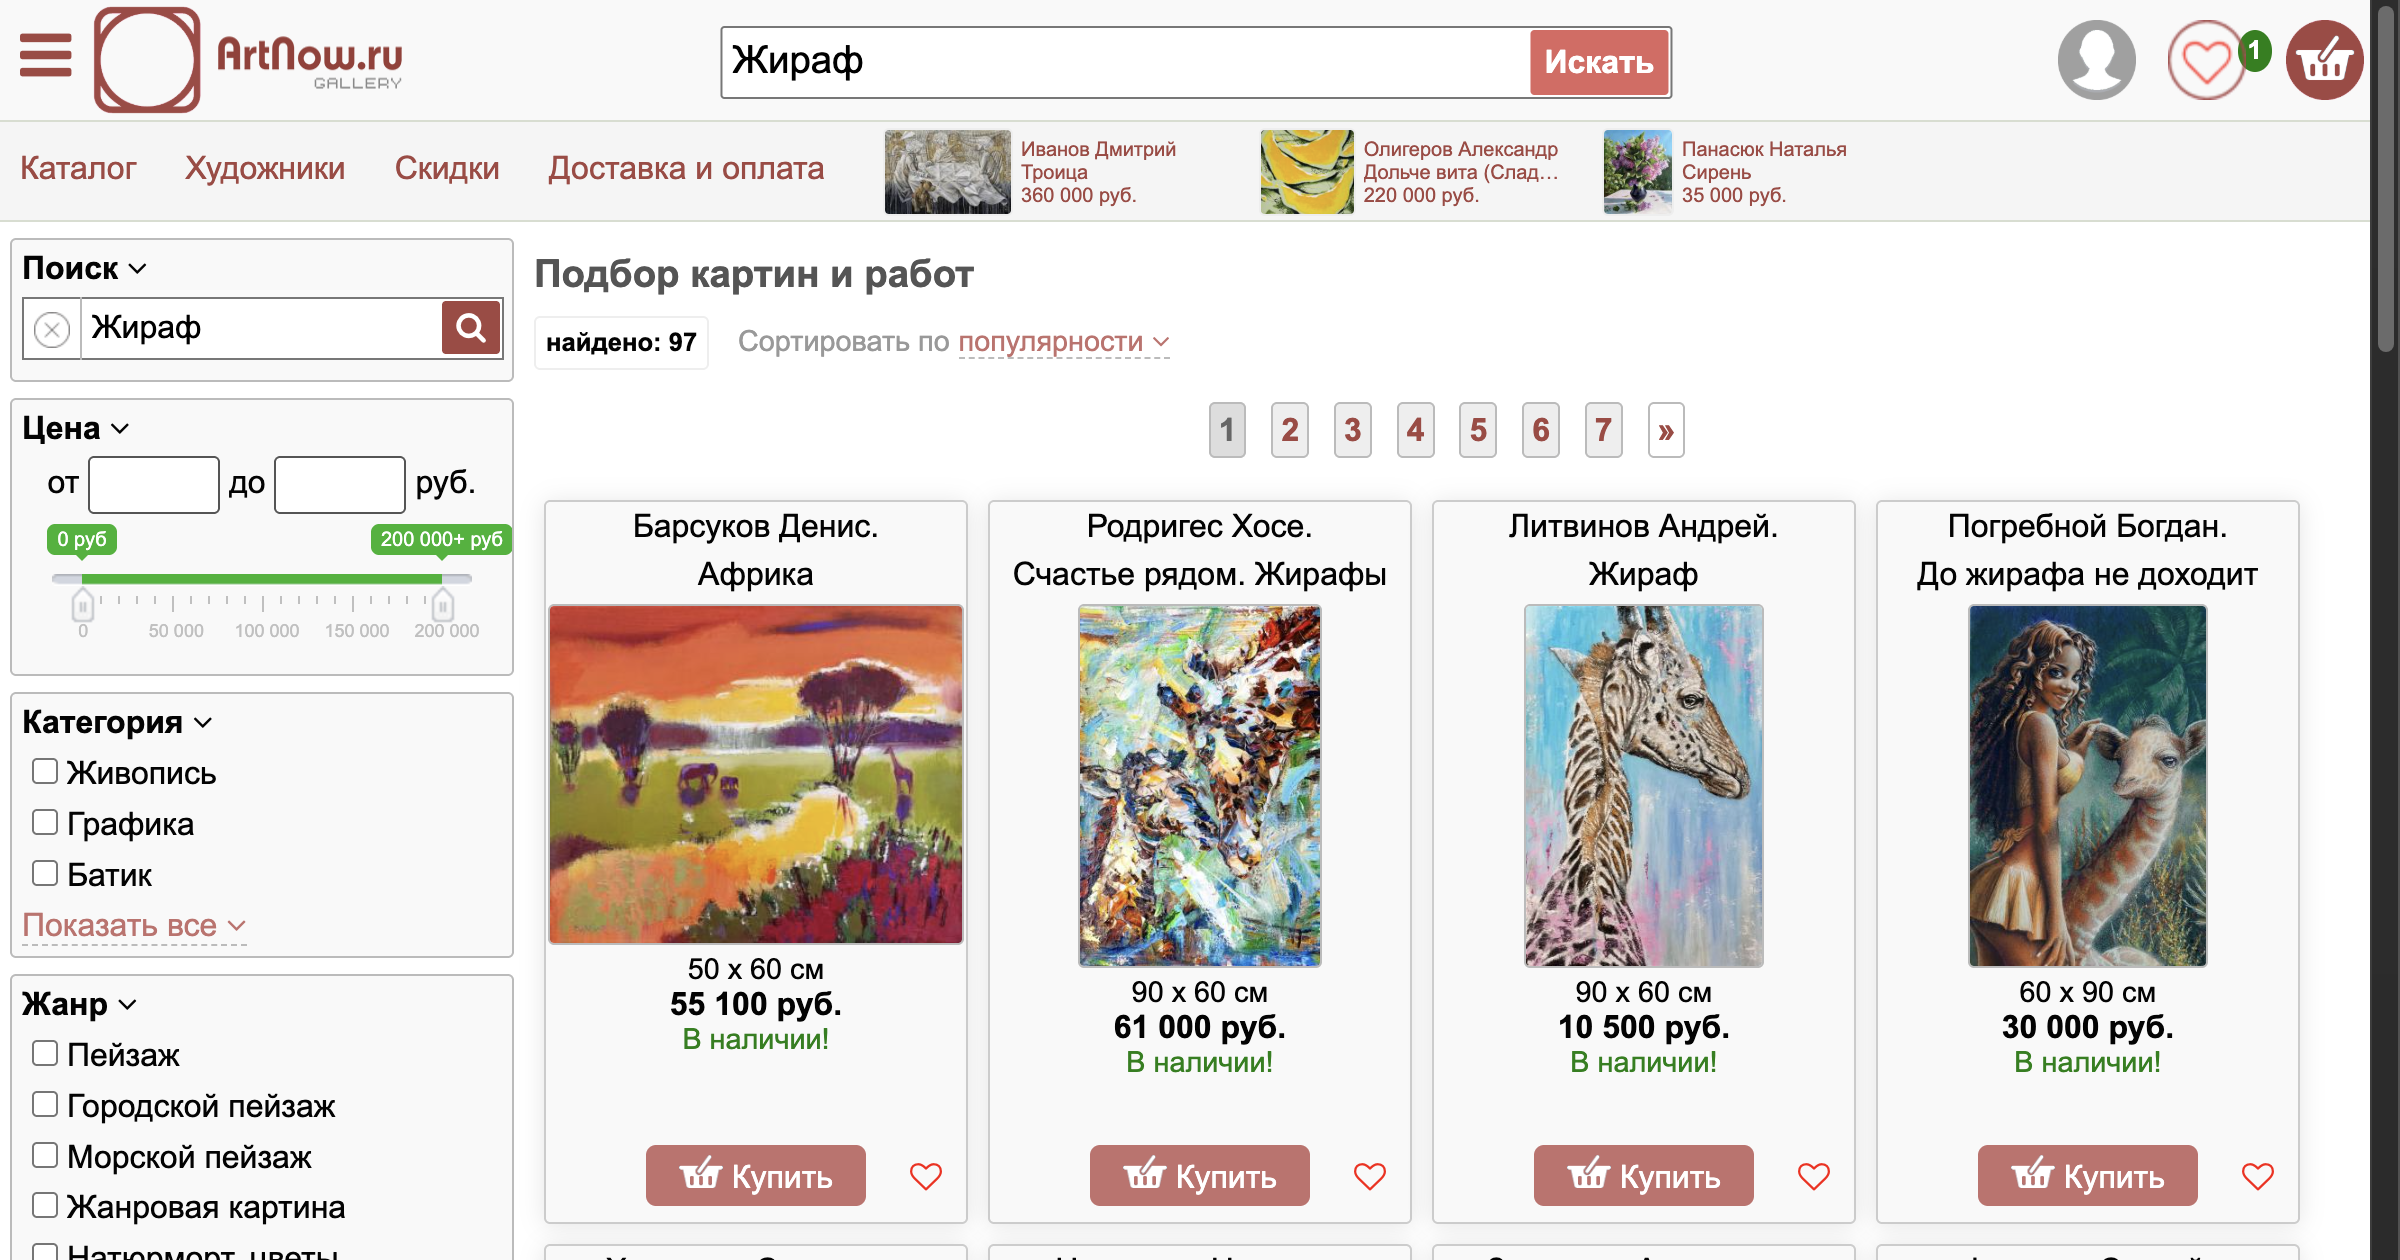 ArtNow.ru
GALLERY
Жираф
Искать
1
Каталог
Художники
Скидки
Доставка и оплата
Иванов Дмитрий
Троица
360 000 руб.
Олигеров Александр
Дольче вита (Слад...
220 000 руб.
Панасюк Наталья
Сирень
35 000 руб.
Поиск
Жираф
Цена
от до руб.
0 руб 200 000+ руб
0 50 000 100 000 150 000 200 000
Категория
Живопись
Графика
Батик
Показать все
Жанр
Пейзаж
Городской пейзаж
Морской пейзаж
Жанровая картина
Натюрморт, цветы
Подбор картин и работ
найдено: 97
Сортировать по популярности
1 2 3 4 5 6 7 »
Барсуков Денис.
Африка
50 x 60 см
55 100 руб.
В наличии!
Купить
Родригес Хосе.
Счастье рядом. Жирафы
90 x 60 см
61 000 руб.
В наличии!
Купить
Литвинов Андрей.
Жираф
90 x 60 см
10 500 руб.
В наличии!
Купить
Погребной Богдан.
До жирафа не доходит
60 x 90 см
30 000 руб.
В наличии!
Купить